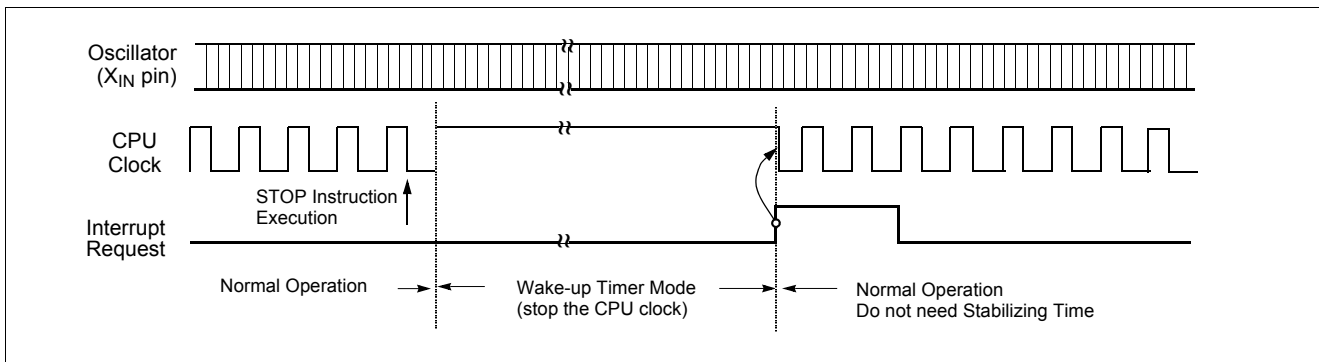 Oscillator
(XIN pin)
CPU
Clock
STOP Instruction
Execution
Interrupt
Request
Normal Operation
Wake-up Timer Mode
(stop the CPU clock)
Normal Operation
Do not need Stabilizing Time